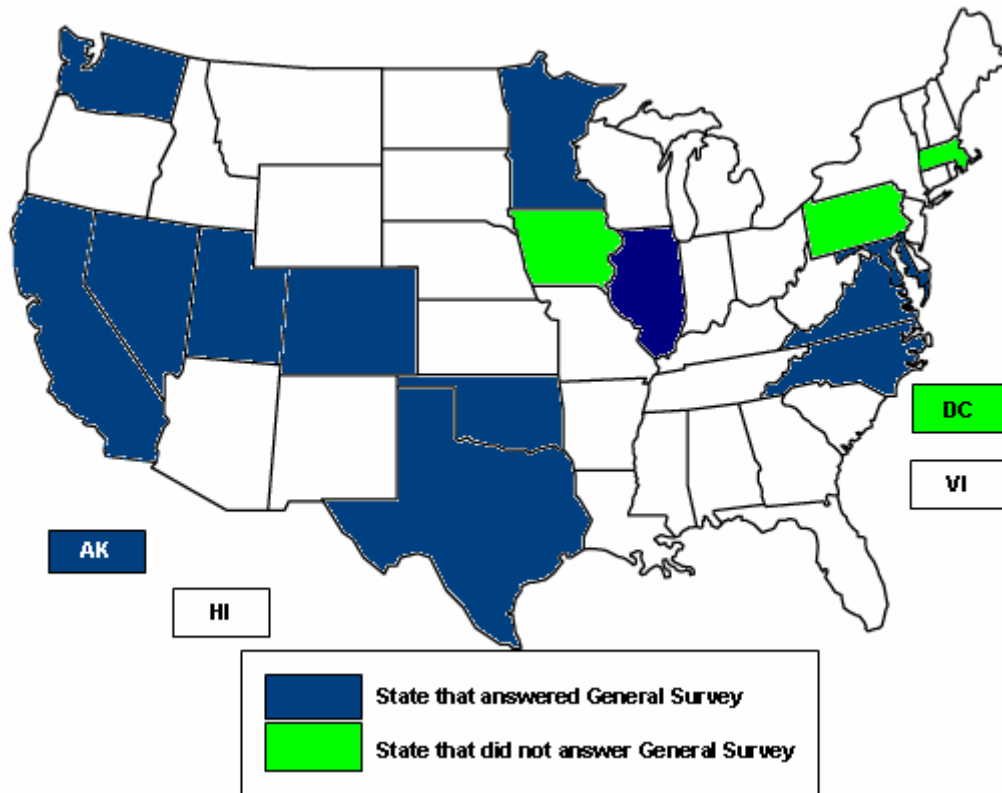 DC
VI
AK
HI
State that answered General Survey
State that did not answer General Survey